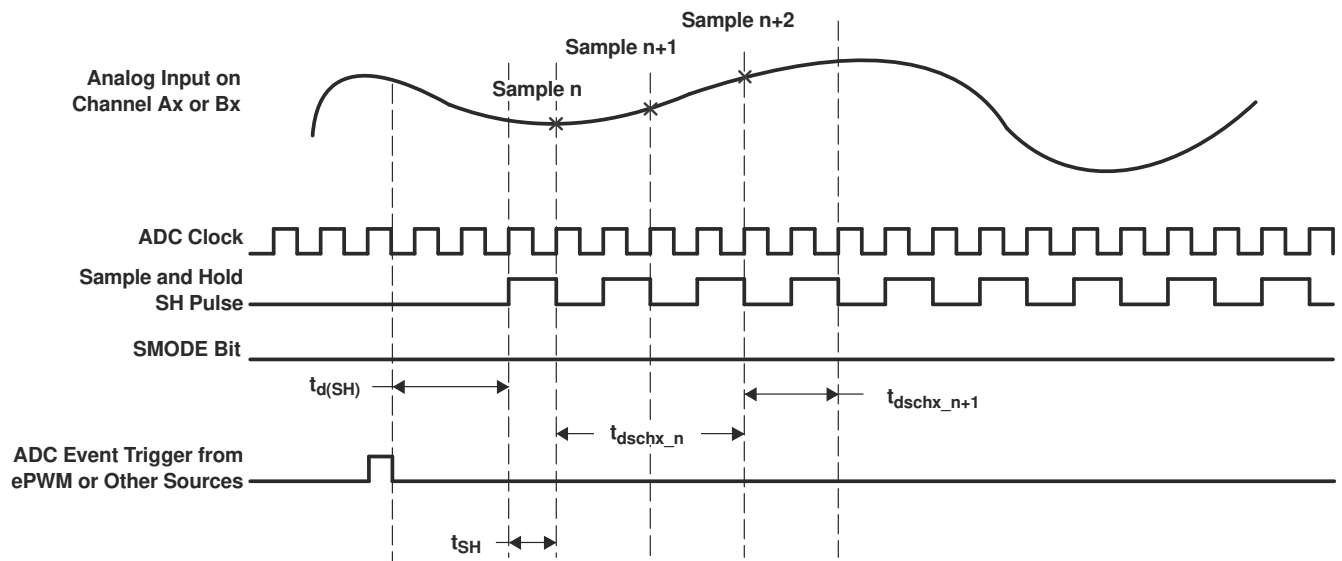 Sample n+2
Sample n+1
Analog Input on
Channel Ax or Bx
Sample n
ADC Clock
Sample and Hold
SH Pulse
SMODE Bit
td(SH)
tdschx_n+1
tdschx_n
ADC Event Trigger from
ePWM or Other Sources
tSH